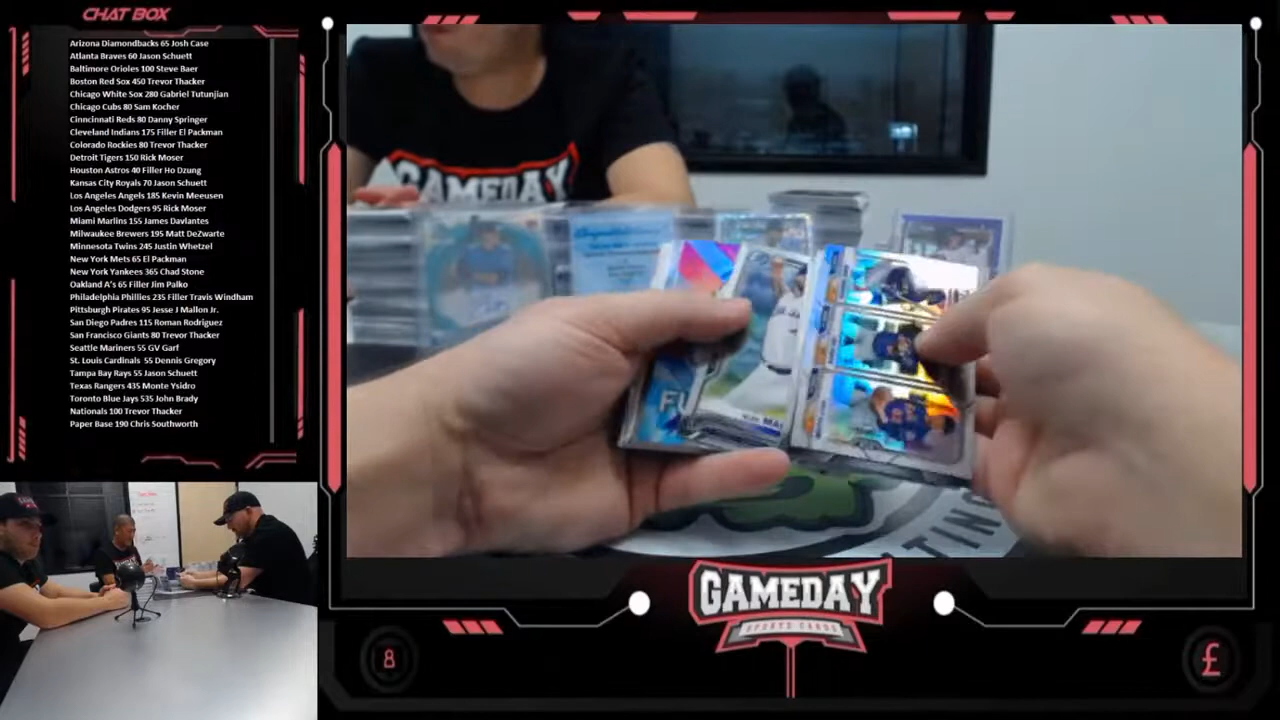 CHAT BOX
Arizona Diamondbacks 65 Josh Case
Atlanta Braves 60 Jason Schuett
Baltimore Orioles 100 Steve Baer
Boston Red Sox 450 Trevor Thacker
Chicago White Sox 280 Gabriel Tutunjian
Chicago Cubs 80 Sam Kocher
Cinncinnati Reds 80 Danny Springer
Cleveland Indians 175 Filler El Packman
Colorado Rockies 80 Trevor Thacker
Detroit Tigers 150 Rick Moser
Houston Astros 40 Filler Ho Dzung
Kansas City Royals 70 Jason Schuett
Los Angeles Angels 185 Kevin Meeusen
Los Angeles Dodgers 95 Rick Moser
Miami Marlins 155 James Davlantes
Milwaukee Brewers 195 Matt DeZwarte
Minnesota Twins 245 Justin Whetzel
New York Mets 65 El Packman
New York Yankees 365 Chad Stone
Oakland A's 65 Filler Jim Palko
Philadelphia Phillies 235 Filler Travis Windham
Pittsburgh Pirates 95 Jesse J Mallon Jr.
San Diego Padres 115 Roman Rodriguez
San Francisco Giants 80 Trevor Thacker
Seattle Mariners 55 GV Garf
St. Louis Cardinals 55 Dennis Gregory
Tampa Bay Rays 55 Jason Schuett
Texas Rangers 435 Monte Ysidro
Toronto Blue Jays 535 John Brady
Nationals 100 Trevor Thacker
Paper Base 190 Chris Southworth
GAMEDAY
FU
MAI
TING
GAMEDAY
SPORTS CARDS
8
£